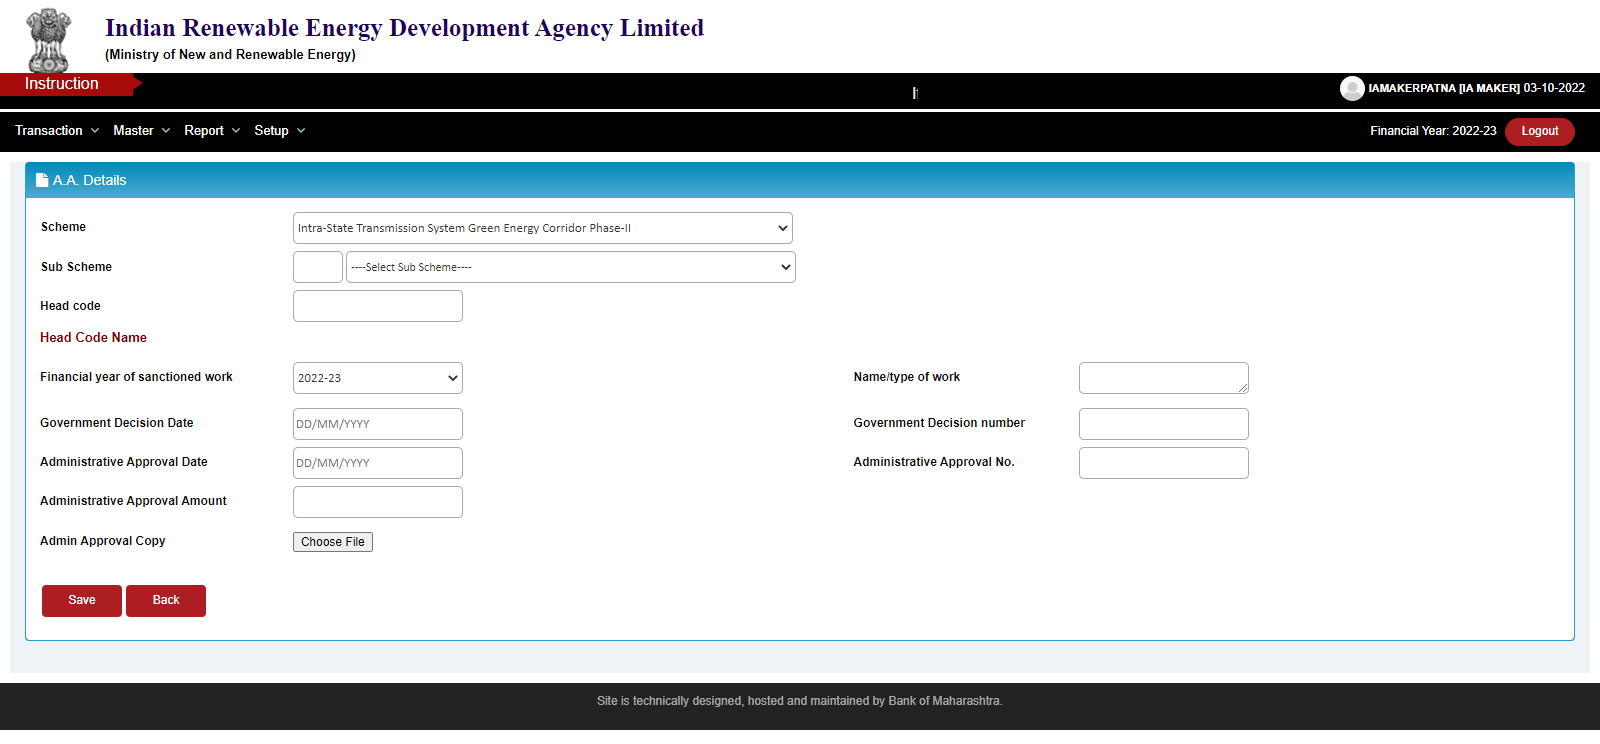 Indian Renewable Energy Development Agency Limited
(Ministry of New and Renewable Energy)
Instruction
IAMAKERPATNA [IA MAKER] 03-10-2022
Transaction Master Report Setup Financial Year: 2022-23 Logout
A.A. Details
Scheme Intra-State Transmission System Green Energy Corridor Phase-II
Sub Scheme ----Select Sub Scheme----
Head code
Head Code Name
Financial year of sanctioned work 2022-23 Name/type of work
Government Decision Date DD/MM/YYYY Government Decision number
Administrative Approval Date DD/MM/YYYY Administrative Approval No.
Administrative Approval Amount
Admin Approval Copy Choose File
Save Back
Site is technically designed, hosted and maintained by Bank of Maharashtra.